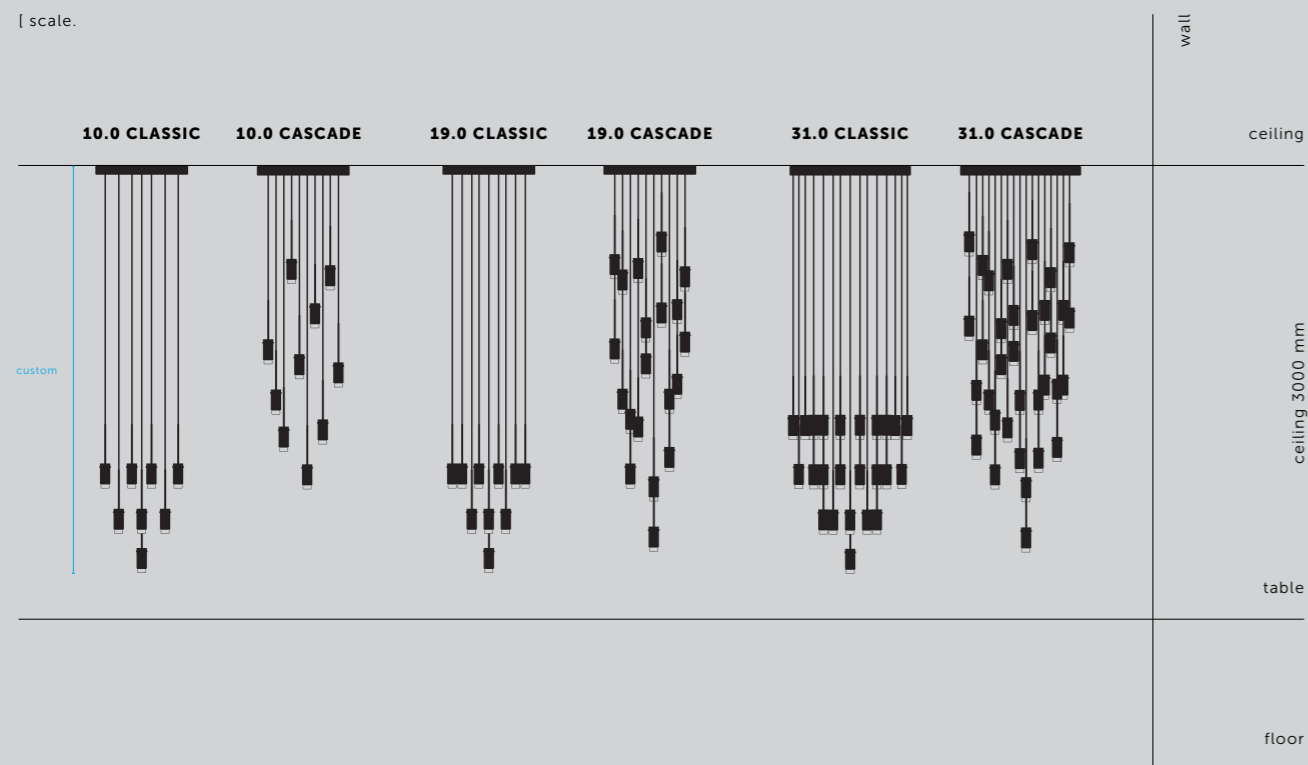 [ scale.
wall
10.0 CLASSIC
10.0 CASCADE
19.0 CLASSIC
19.0 CASCADE
31.0 CLASSIC
31.0 CASCADE
ceiling
custom
ceiling 3000 mm
table
floor